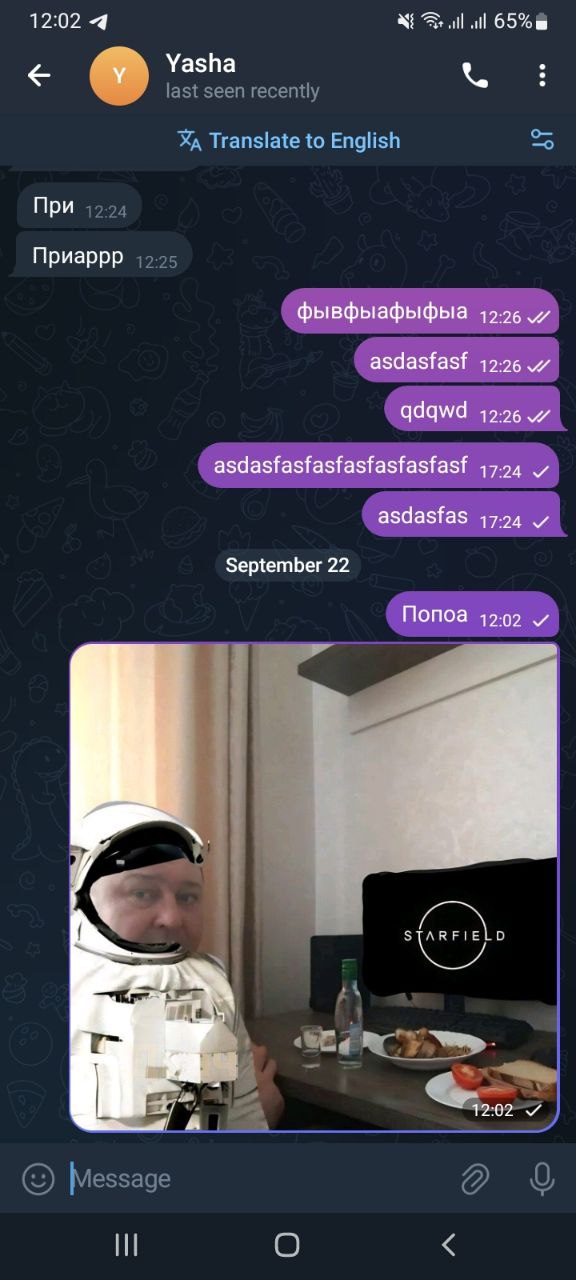 12:02 65%
Y
Yasha
last seen recently
Translate to English
При 12:24
Приаррр 12:25
фывфыафыфыа 12:26
asdasfasf 12:26
qdqwd 12:26
asdasfasfasfasfasfasfasf 17:24
asdasfas 17:24
September 22
Попоа 12:02
STARFIELD
12:02
Message